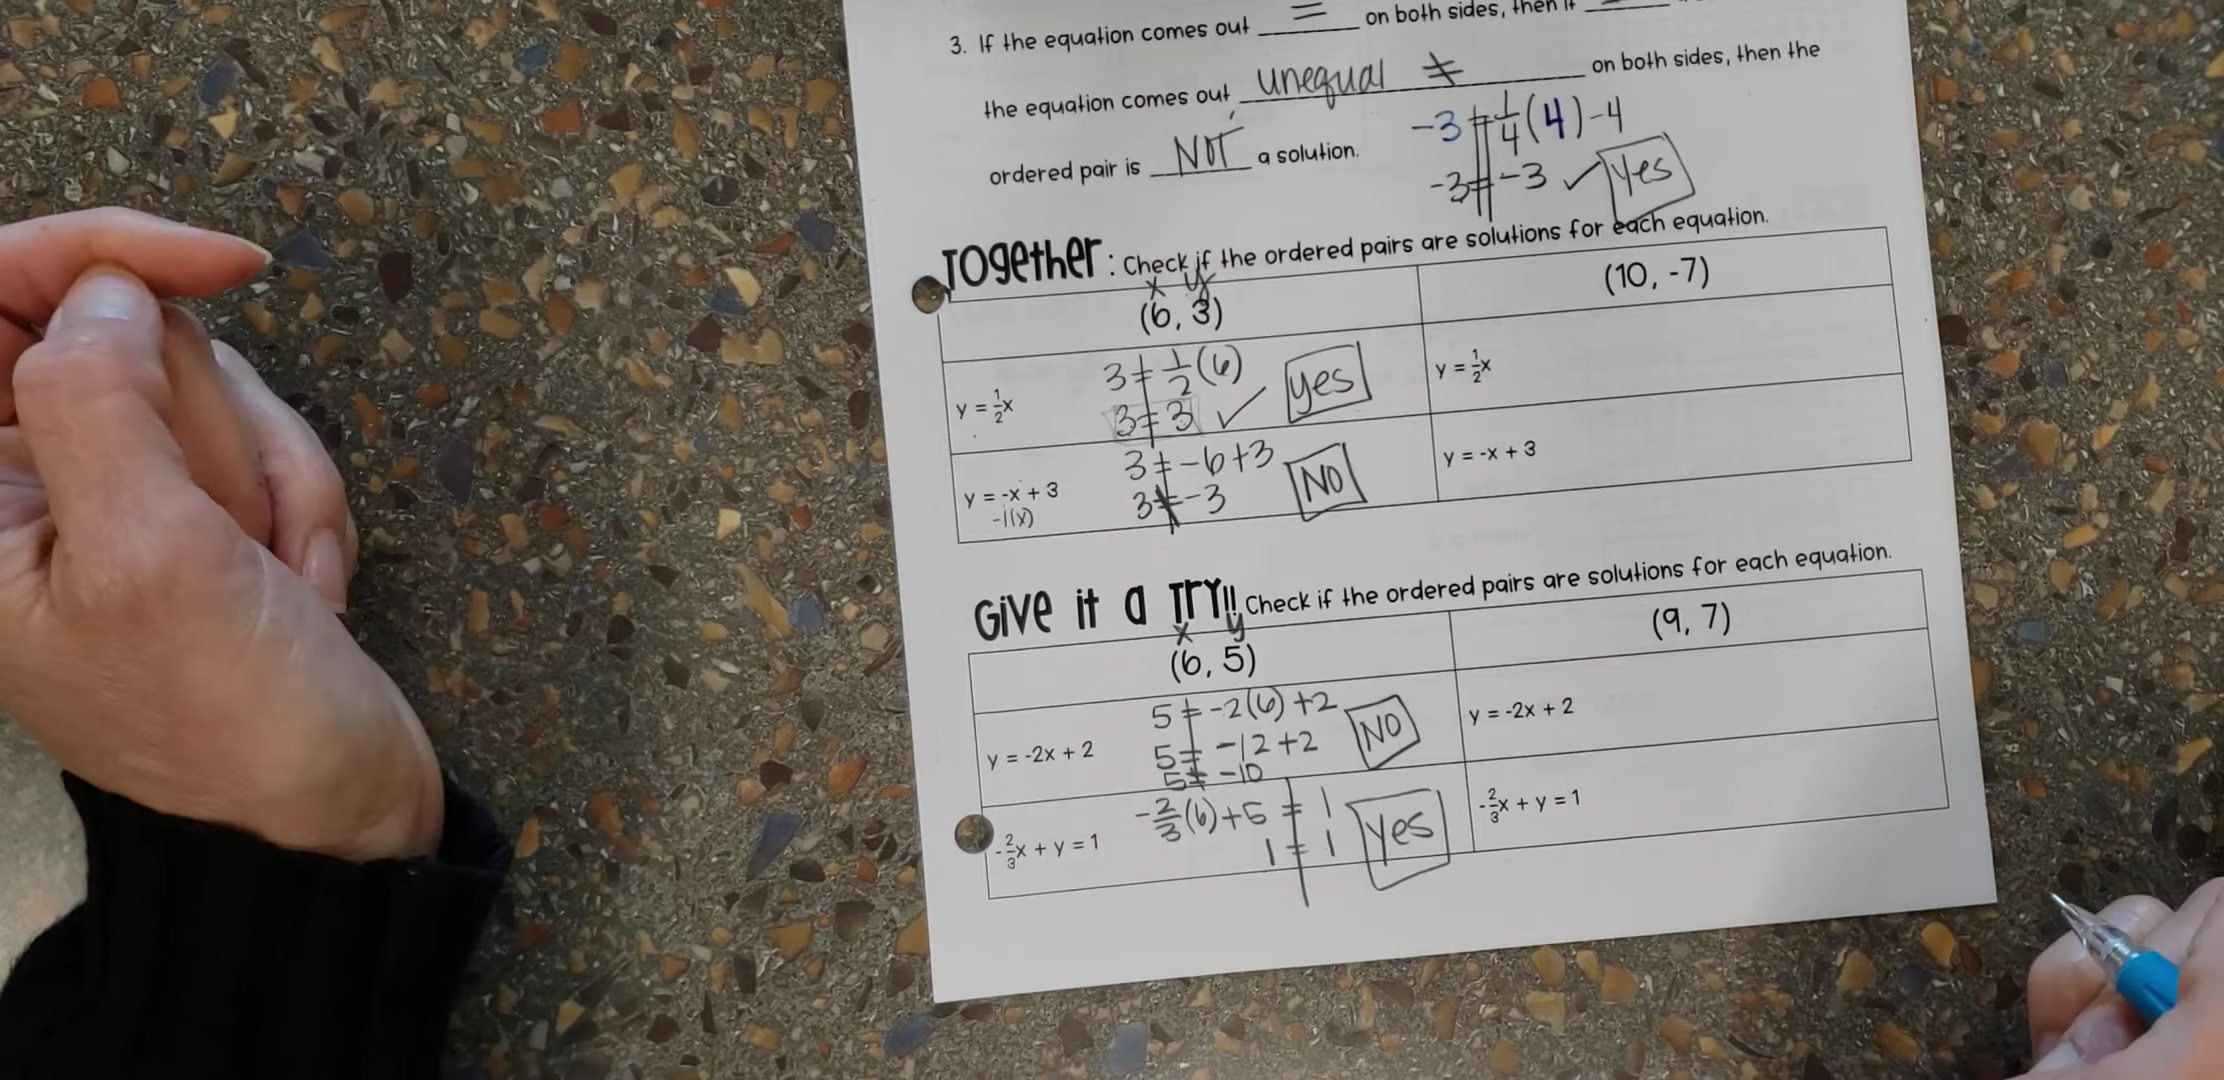 3. If the equation comes out = on both sides, then it
the equation comes out unequal ≠ on both sides, then the
ordered pair is NOT a solution.
-3 = 1/4(4)-4
-3 = -3 ✓ Yes
Together: Check if the ordered pairs are solutions for each equation.
x y
(6, 3)
(10, -7)
y = 1/2x
3 = 1/2(6)
3 = 3 ✓ yes
y = 1/2x
y = -x + 3
-1(x)
3 = -6+3
3 ≠ -3 NO
y = -x + 3
Give it a TRY!! Check if the ordered pairs are solutions for each equation.
x y
(6, 5)
(9, 7)
y = -2x + 2
5 = -2(6)+2
5 = -12+2
5 ≠ -10
NO
y = -2x + 2
-2/3x + y = 1
-2/3(6)+5 = 1
1 = 1
yes
-2/3x + y = 1